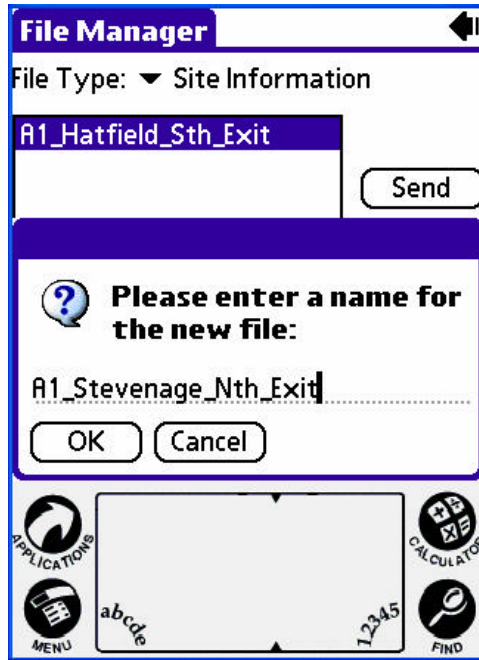 File Manager
File Type: Site Information
A1_Hatfield_Sth_Exit
Send
Please enter a name for
the new file:
A1_Stevenage_Nth_Exit
OK Cancel
APPLICATIONS
CALCULATOR
abcde
12345
MENU
FIND